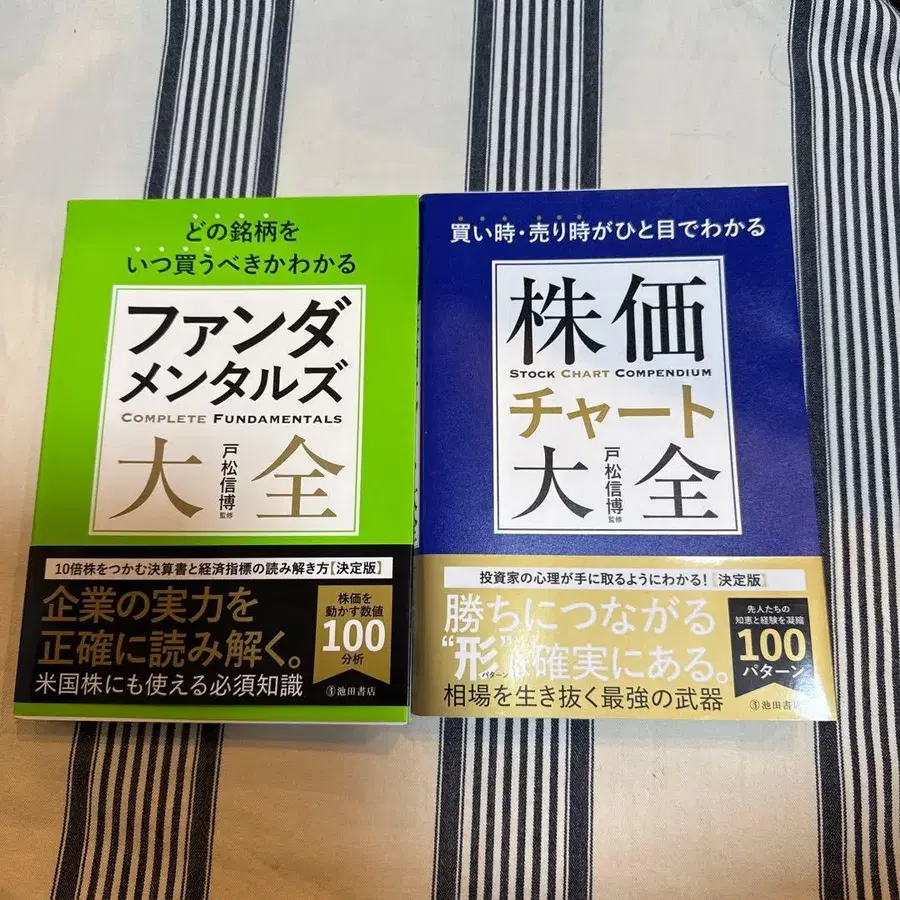 どの銘柄を
いつ買うべきかわかる
ファンダ
メンタルズ
COMPLETE FUNDAMENTALS
大全
戸松信博
監修
10倍株をつかむ決算書と経済指標の読み解き方【決定版】
企業の実力を
正確に読み解く。
米国株にも使える必須知識
株価を
動かす数値
100
分析
池田書店
買い時・売り時がひと目でわかる
株価
STOCK CHART COMPENDIUM
チャート
大全
戸松信博
監修
投資家の心理が手に取るようにわかる!【決定版】
勝ちにつながる
“形”は確実にある。
パターン
相場を生き抜く最強の武器
先人たちの
知恵と経験を凝縮
100
パターン
池田書店